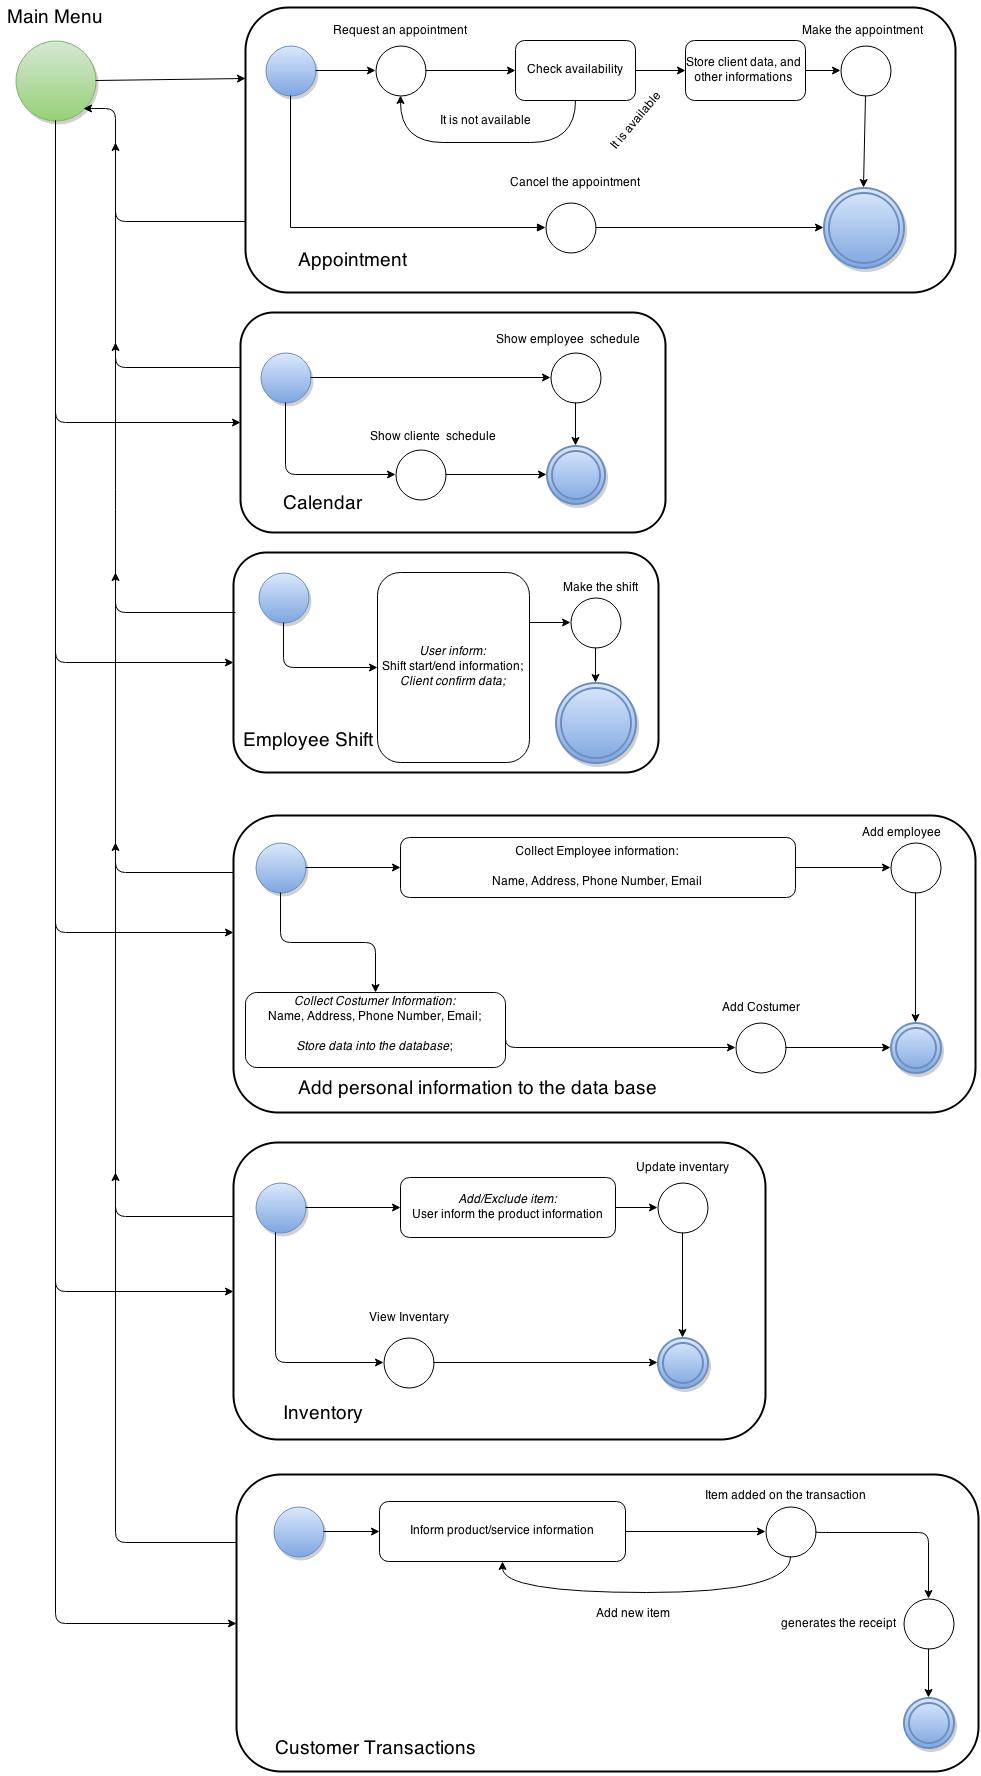 Main Menu
Request an appointment
Make the appointment
Check availability
Store client data, and
other informations
It is not available
It is available
Cancel the appointment
Appointment
Show employee  schedule
Show cliente  schedule
Calendar
Make the shift
User inform:
Shift start/end information;
Client confirm data;
Employee Shift
Add employee
Collect Employee information:
Name, Address, Phone Number, Email
Collect Costumer Information:
Name, Address, Phone Number, Email;
Store data into the database;
Add Costumer
Add personal information to the data base
Update inventary
Add/Exclude item:
User inform the product information
View Inventary
Inventory
Item added on the transaction
Inform product/service information
Add new item
generates the receipt
Customer Transactions